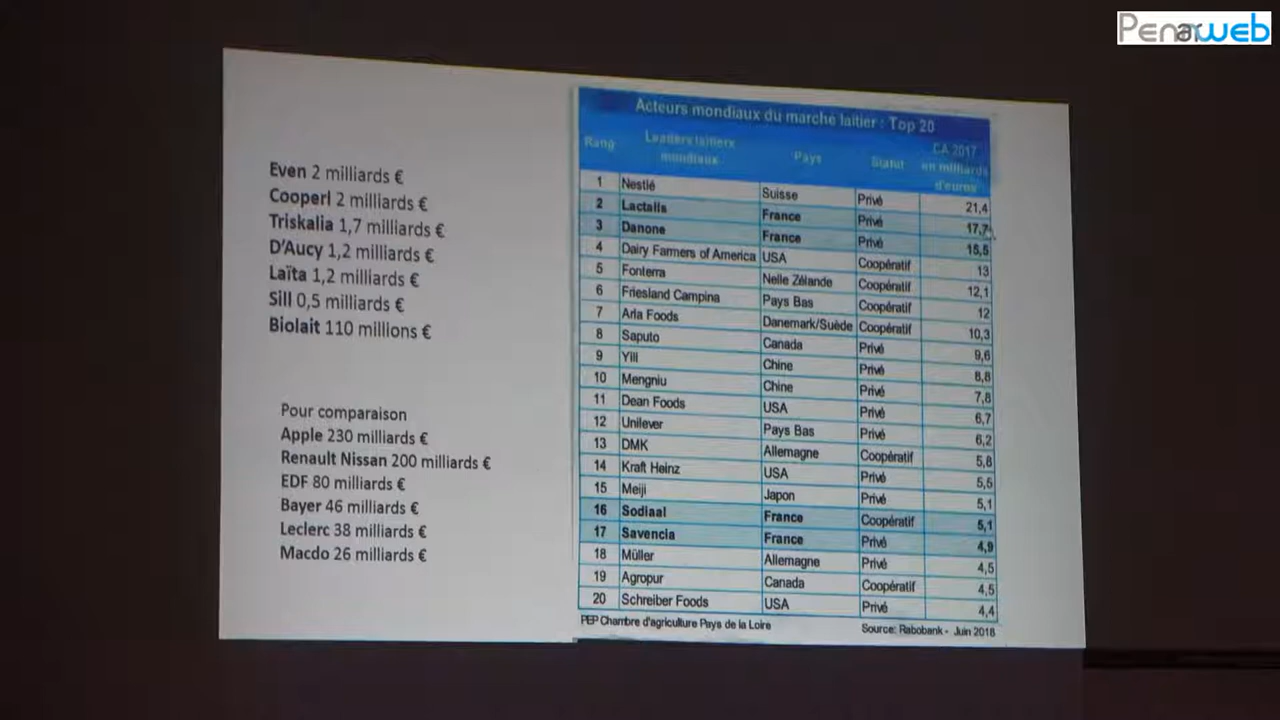 Penarweb
Even 2 milliards €
Cooperl 2 milliards €
Triskalia 1,7 milliards €
D'Aucy 1,2 milliards €
Laïta 1,2 milliards €
Sill 0,5 milliards €
Biolait 110 millions €
Pour comparaison
Apple 230 milliards €
Renault Nissan 200 milliards €
EDF 80 milliards €
Bayer 46 milliards €
Leclerc 38 milliards €
Macdo 26 milliards €
Acteurs mondiaux du marché laitier : Top 20
Rang Leaders laitiers mondiaux Pays Statut CA 2017 en milliards d'euros
1 Nestlé Suisse Privé 21,4
2 Lactalis France Privé 17,7
3 Danone France Privé 15,5
4 Dairy Farmers of America USA Coopératif 13
5 Fonterra Nelle Zélande Coopératif 12,1
6 Friesland Campina Pays Bas Coopératif 12
7 Arla Foods Danemark/Suède Coopératif 10,3
8 Saputo Canada Privé 9,6
9 Yili Chine Privé 8,8
10 Mengniu Chine Privé 7,8
11 Dean Foods USA Privé 6,7
12 Unilever Pays Bas Privé 6,2
13 DMK Allemagne Coopératif 5,8
14 Kraft Heinz USA Privé 5,5
15 Meiji Japon Privé 5,1
16 Sodiaal France Coopératif 5,1
17 Savencia France Privé 4,9
18 Müller Allemagne Privé 4,5
19 Agropur Canada Coopératif 4,5
20 Schreiber Foods USA Privé 4,4
PEP Chambre d'agriculture Pays de la Loire
Source: Rabobank - Juin 2018